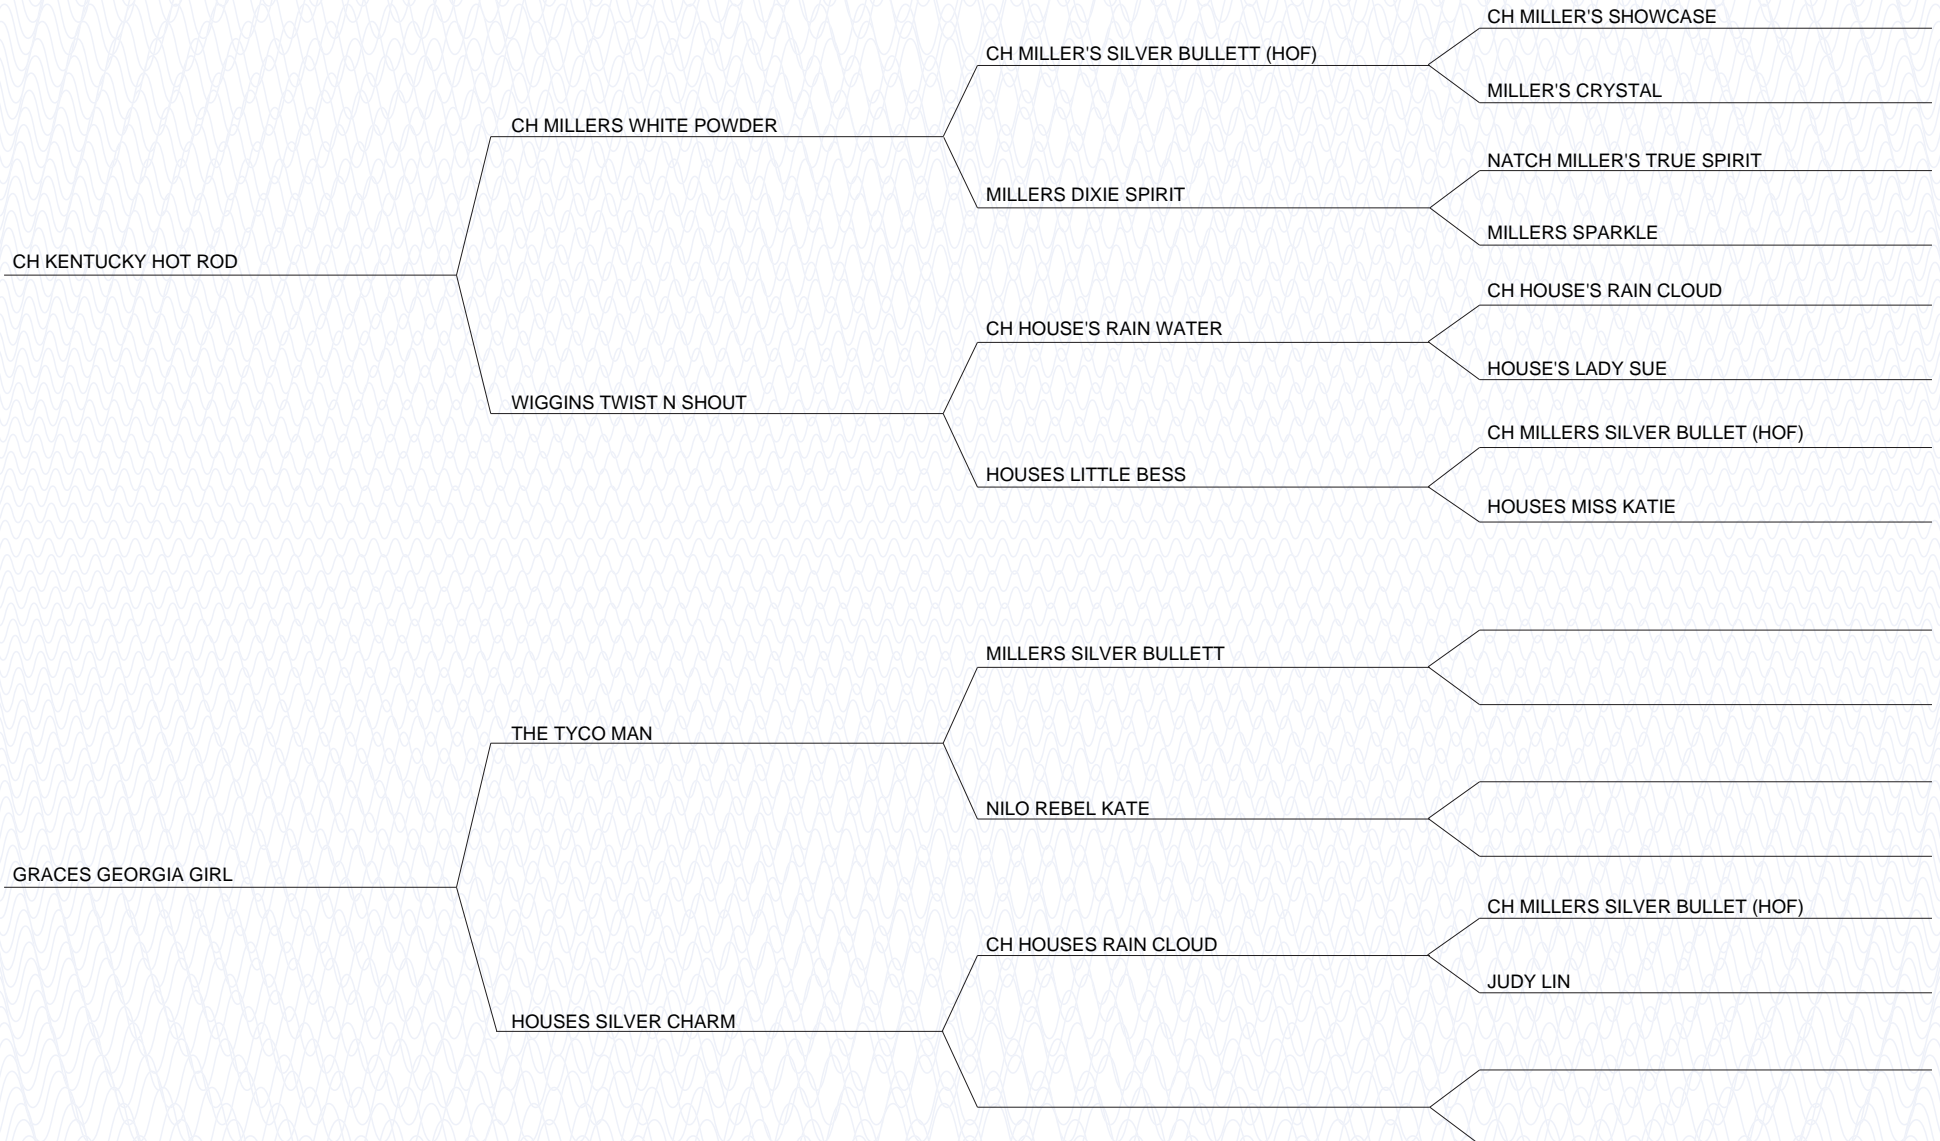 CH MILLER'S SHOWCASE
CH MILLER'S SILVER BULLETT (HOF)
MILLER'S CRYSTAL
CH MILLERS WHITE POWDER
NATCH MILLER'S TRUE SPIRIT
MILLERS DIXIE SPIRIT
MILLERS SPARKLE
CH KENTUCKY HOT ROD
CH HOUSE'S RAIN CLOUD
CH HOUSE'S RAIN WATER
HOUSE'S LADY SUE
WIGGINS TWIST N SHOUT
CH MILLERS SILVER BULLET (HOF)
HOUSES LITTLE BESS
HOUSES MISS KATIE
MILLERS SILVER BULLETT
THE TYCO MAN
NILO REBEL KATE
GRACES GEORGIA GIRL
CH MILLERS SILVER BULLET (HOF)
CH HOUSES RAIN CLOUD
JUDY LIN
HOUSES SILVER CHARM